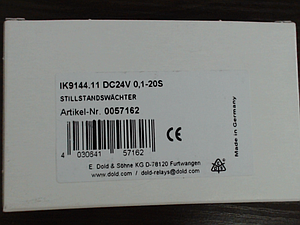 IK9144.11 DC24V 0,1-20S
STILLSTANDSWÄCHTER
Artikel-Nr. 0057162
Made in Germany
CE
4 030641 57162
E. Dold & Söhne KG D-78120 Furtwangen
www.dold.com / dold-relays@dold.com